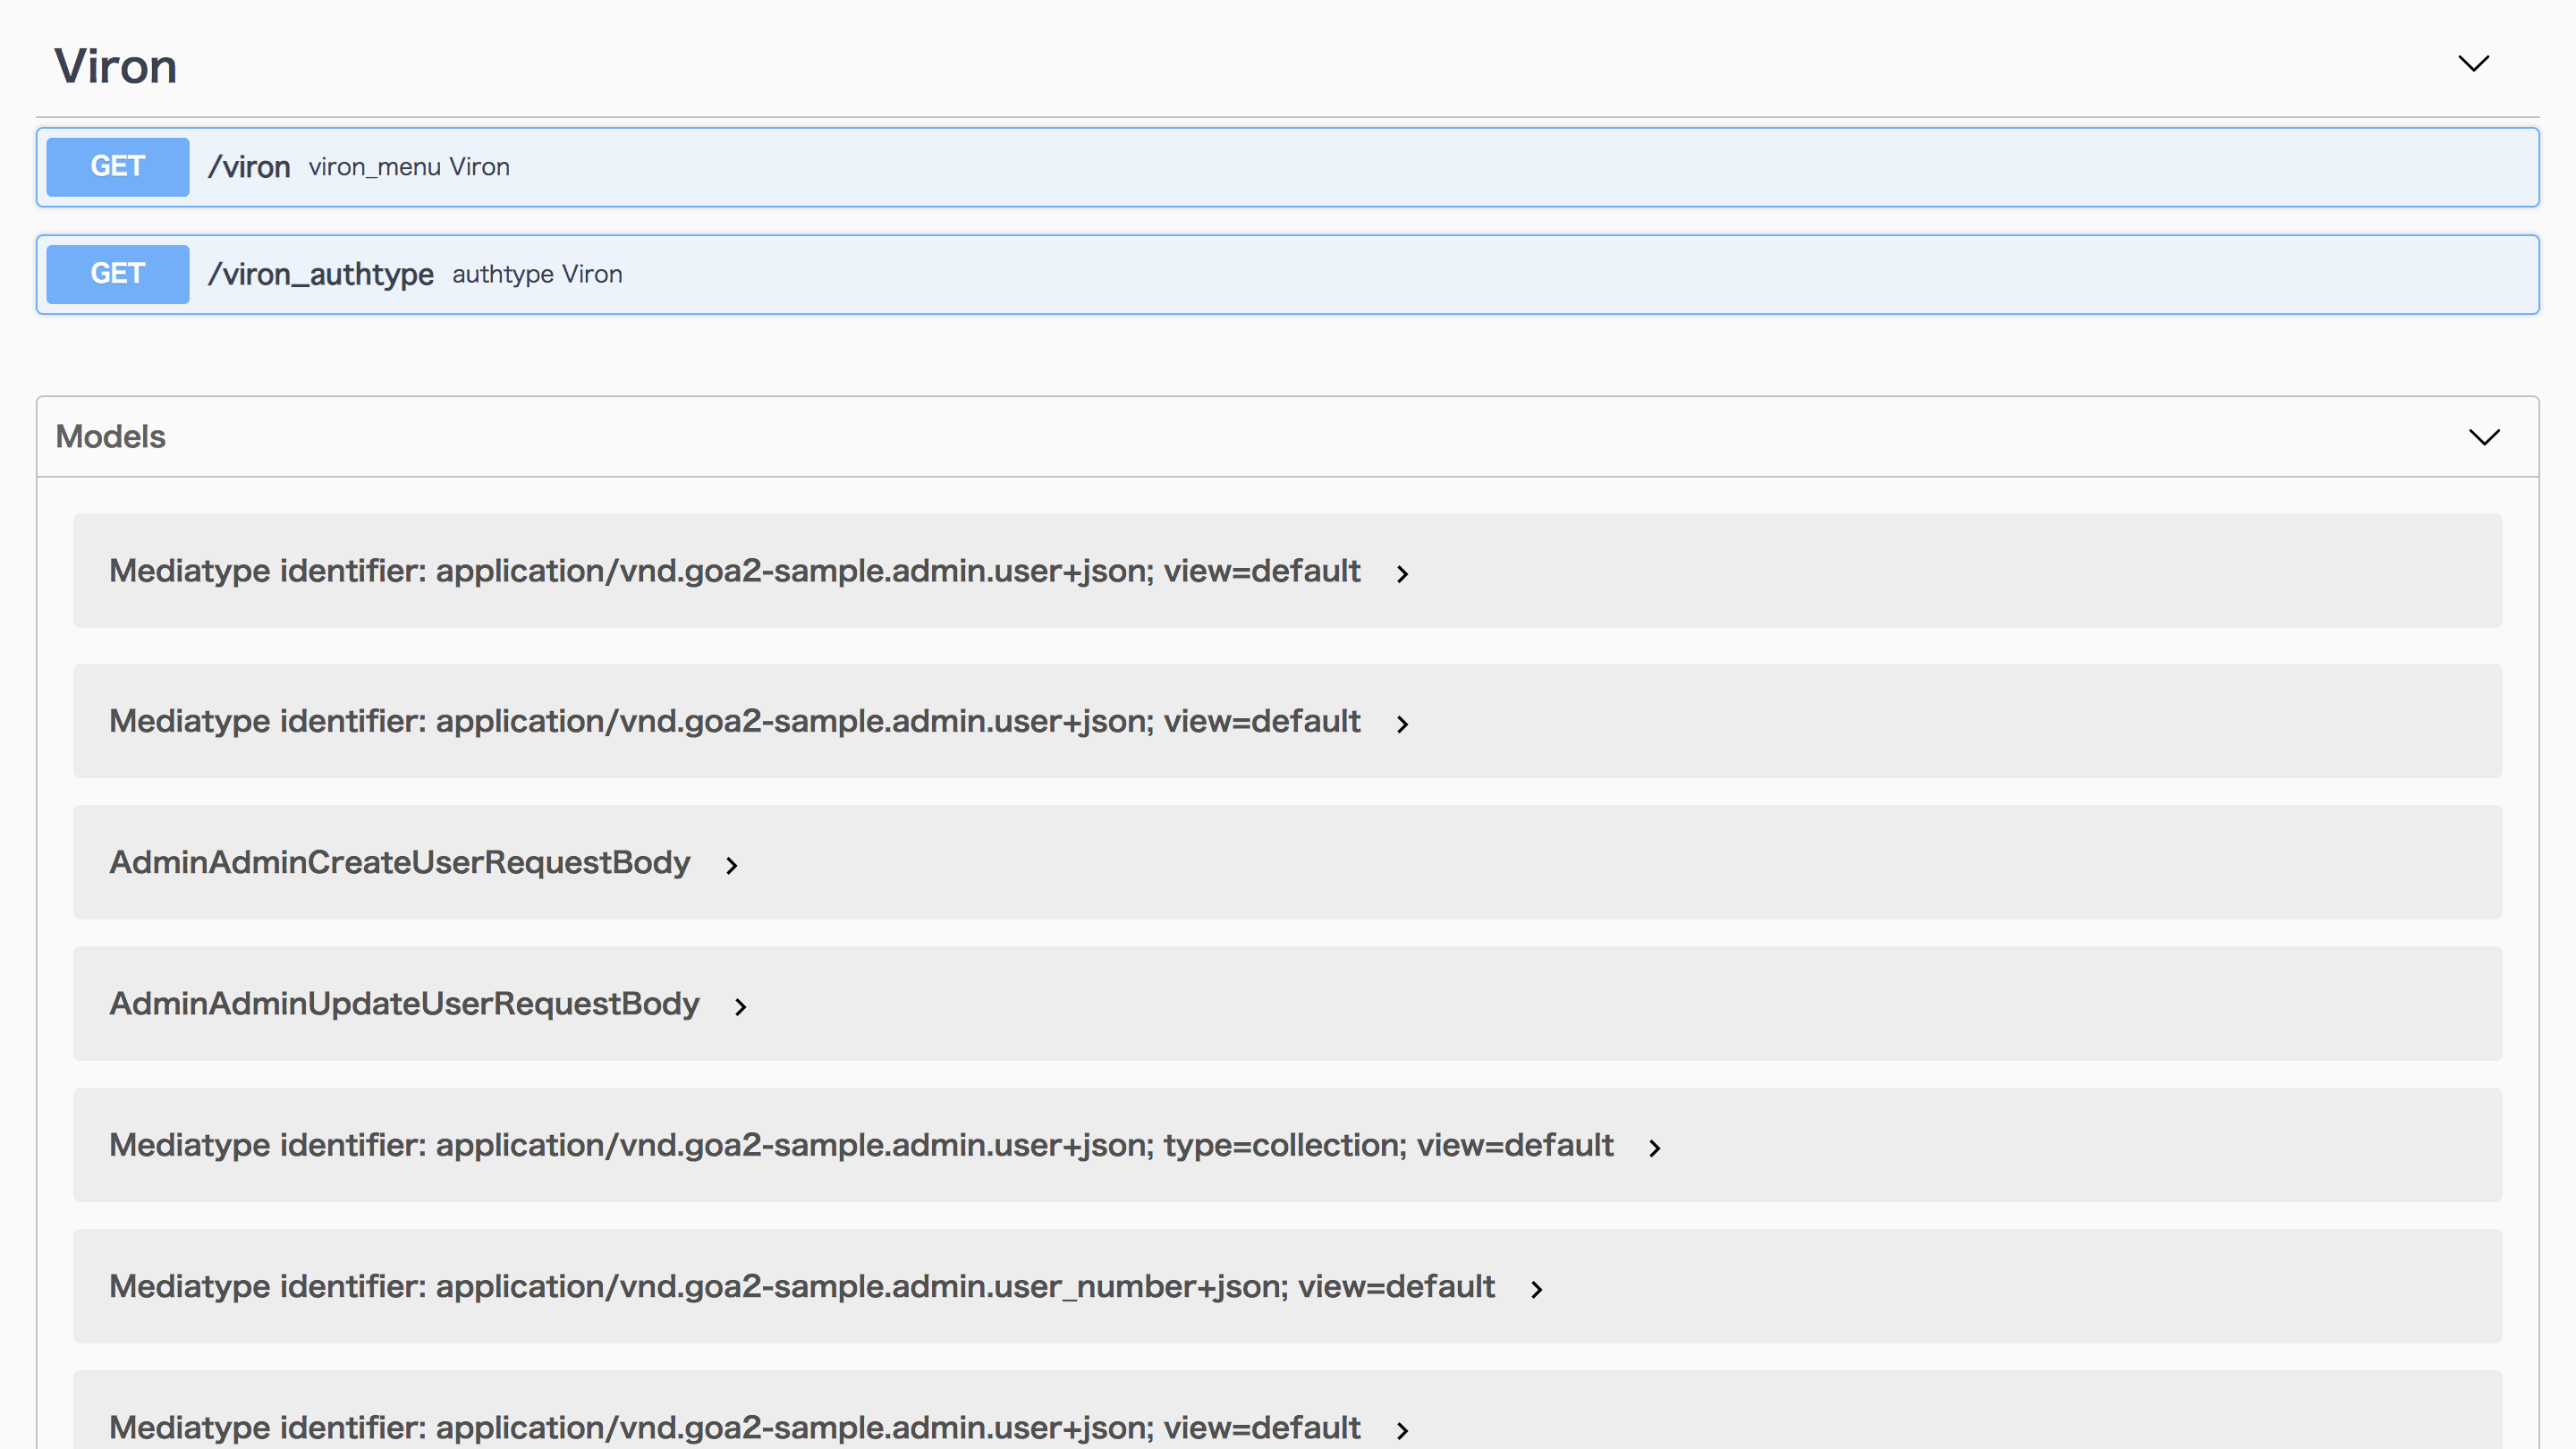 Viron
GET /viron viron_menu Viron
GET /viron_authtype authtype Viron
Models
Mediatype identifier: application/vnd.goa2-sample.admin.user+json; view=default
Mediatype identifier: application/vnd.goa2-sample.admin.user+json; view=default
AdminAdminCreateUserRequestBody
AdminAdminUpdateUserRequestBody
Mediatype identifier: application/vnd.goa2-sample.admin.user+json; type=collection; view=default
Mediatype identifier: application/vnd.goa2-sample.admin.user_number+json; view=default
Mediatype identifier: application/vnd.goa2-sample.admin.user+json; view=default